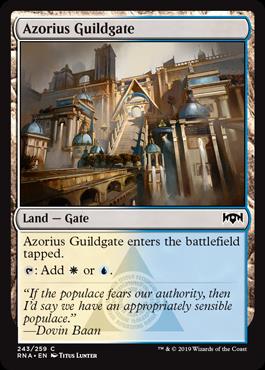 Azorius Guildgate
Land — Gate
Azorius Guildgate enters the battlefield
tapped.
: Add or .
“If the populace fears our authority, then
I’d say we have an appropriately sensible
populace.”
—Dovin Baan
243/259 C
RNA • EN Titus Lunter
™ & © 2019 Wizards of the Coast